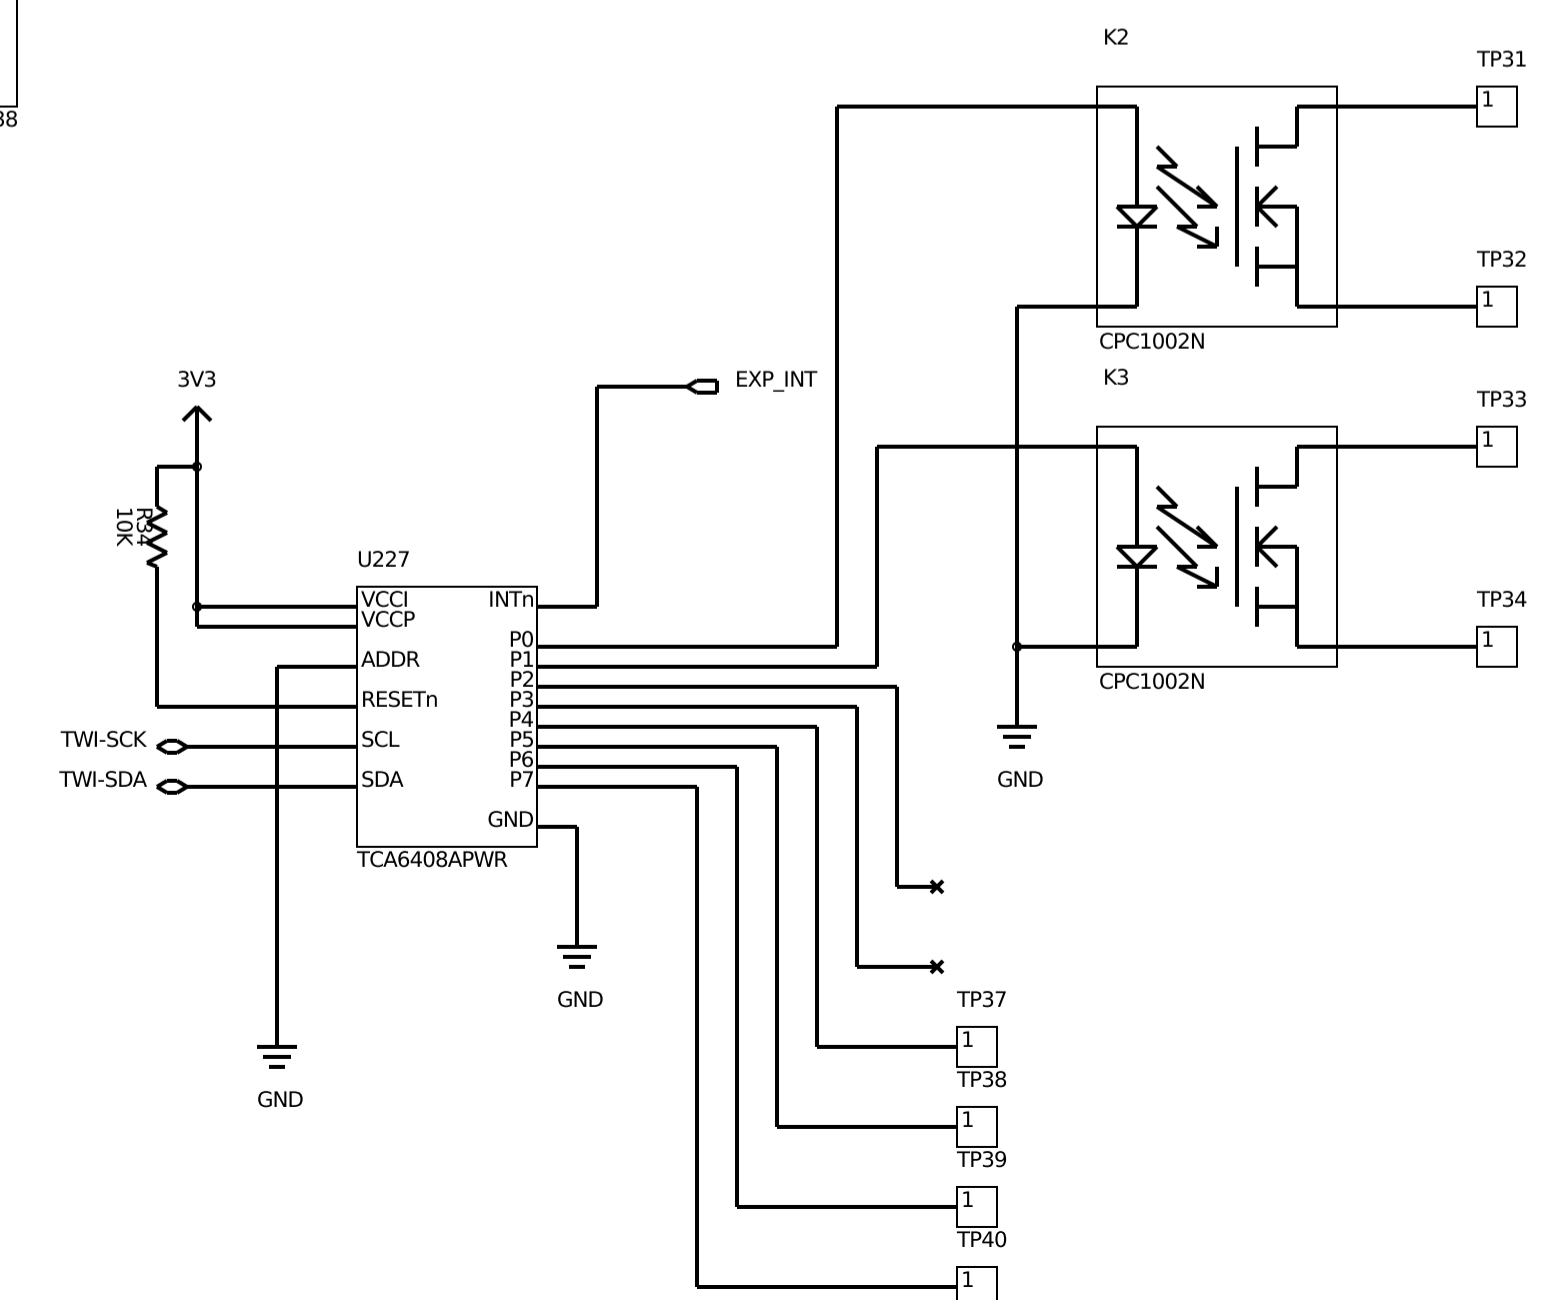 K2
TP31
1
38
TP32
1
CPC1002N
K3
3V3
EXP_INT
TP33
1
R34
10K
U227
VCCI
INTn
VCCP
P0
ADDR
P1
P2
RESETn
P3
P4
TWI-SCK
SCL
P5
P6
TWI-SDA
SDA
P7
GND
TCA6408APWR
TP34
1
CPC1002N
GND
GND
GND
TP37
1
TP38
1
TP39
1
TP40
1